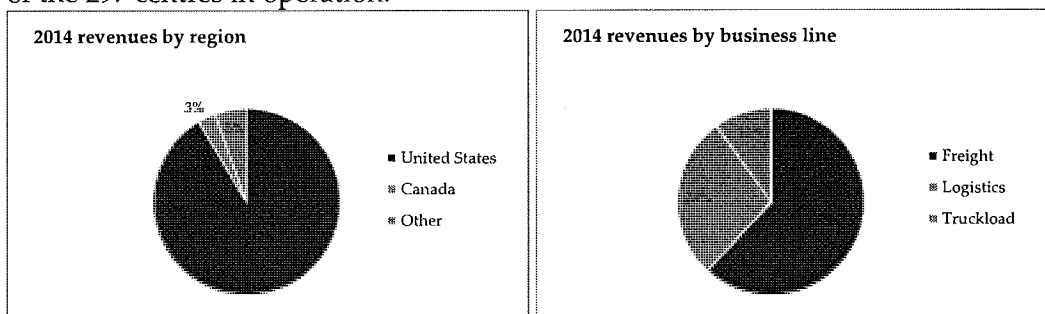 of the 297 centres in operation.
2014 revenues by region
3%
United States
Canada
Other
2014 revenues by business line
Freight
Logistics
Truckload